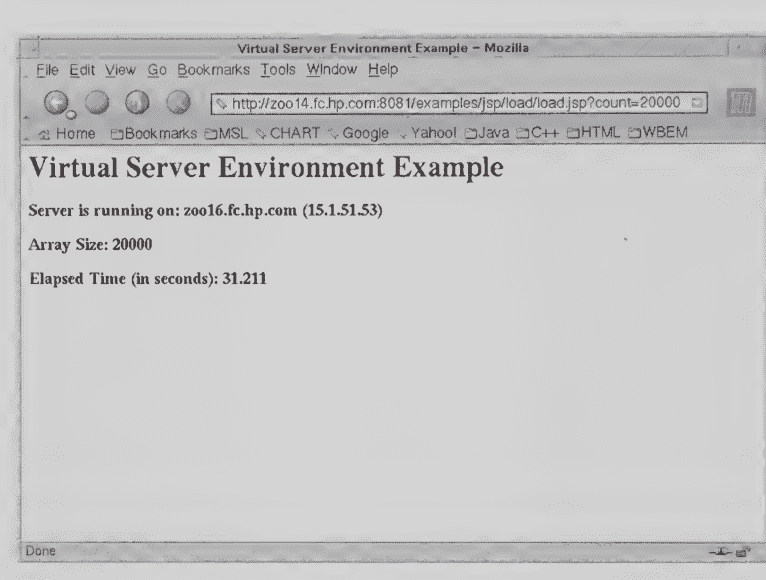 Virtual Server Environment Example – Mozilla
File Edit View Go Bookmarks Tools Window Help
http://zoo14.fc.hp.com:8081/examples/jsp/load/load.jsp?count=20000
Home Bookmarks MSL CHART Google Yahoo! Java C++ HTML WBEM
Virtual Server Environment Example
Server is running on: zoo16.fc.hp.com (15.1.51.53)
Array Size: 20000
Elapsed Time (in seconds): 31.211
Done